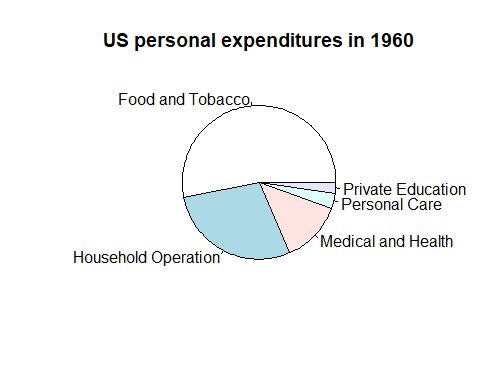 US personal expenditures in 1960
Food and Tobacco
Private Education
Personal Care
Medical and Health
Household Operation